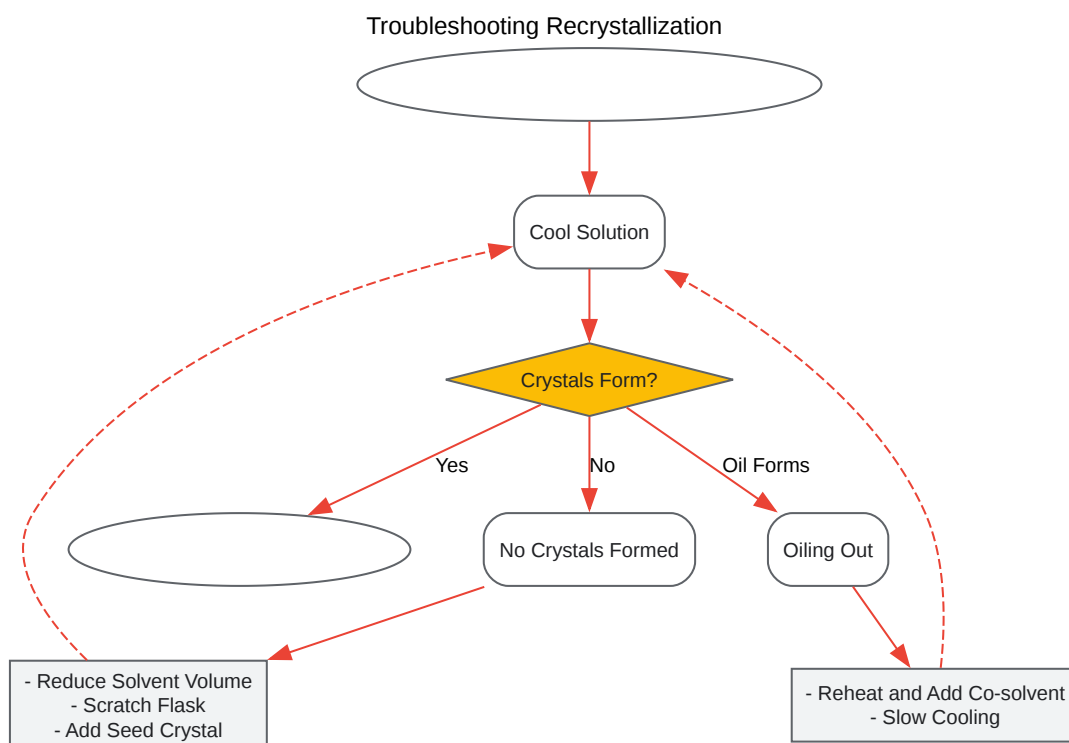 Troubleshooting Recrystallization
Cool Solution
Crystals Form?
Yes
No
Oil Forms
No Crystals Formed
Oiling Out
- Reduce Solvent Volume
- Scratch Flask
- Add Seed Crystal
- Reheat and Add Co-solvent
- Slow Cooling